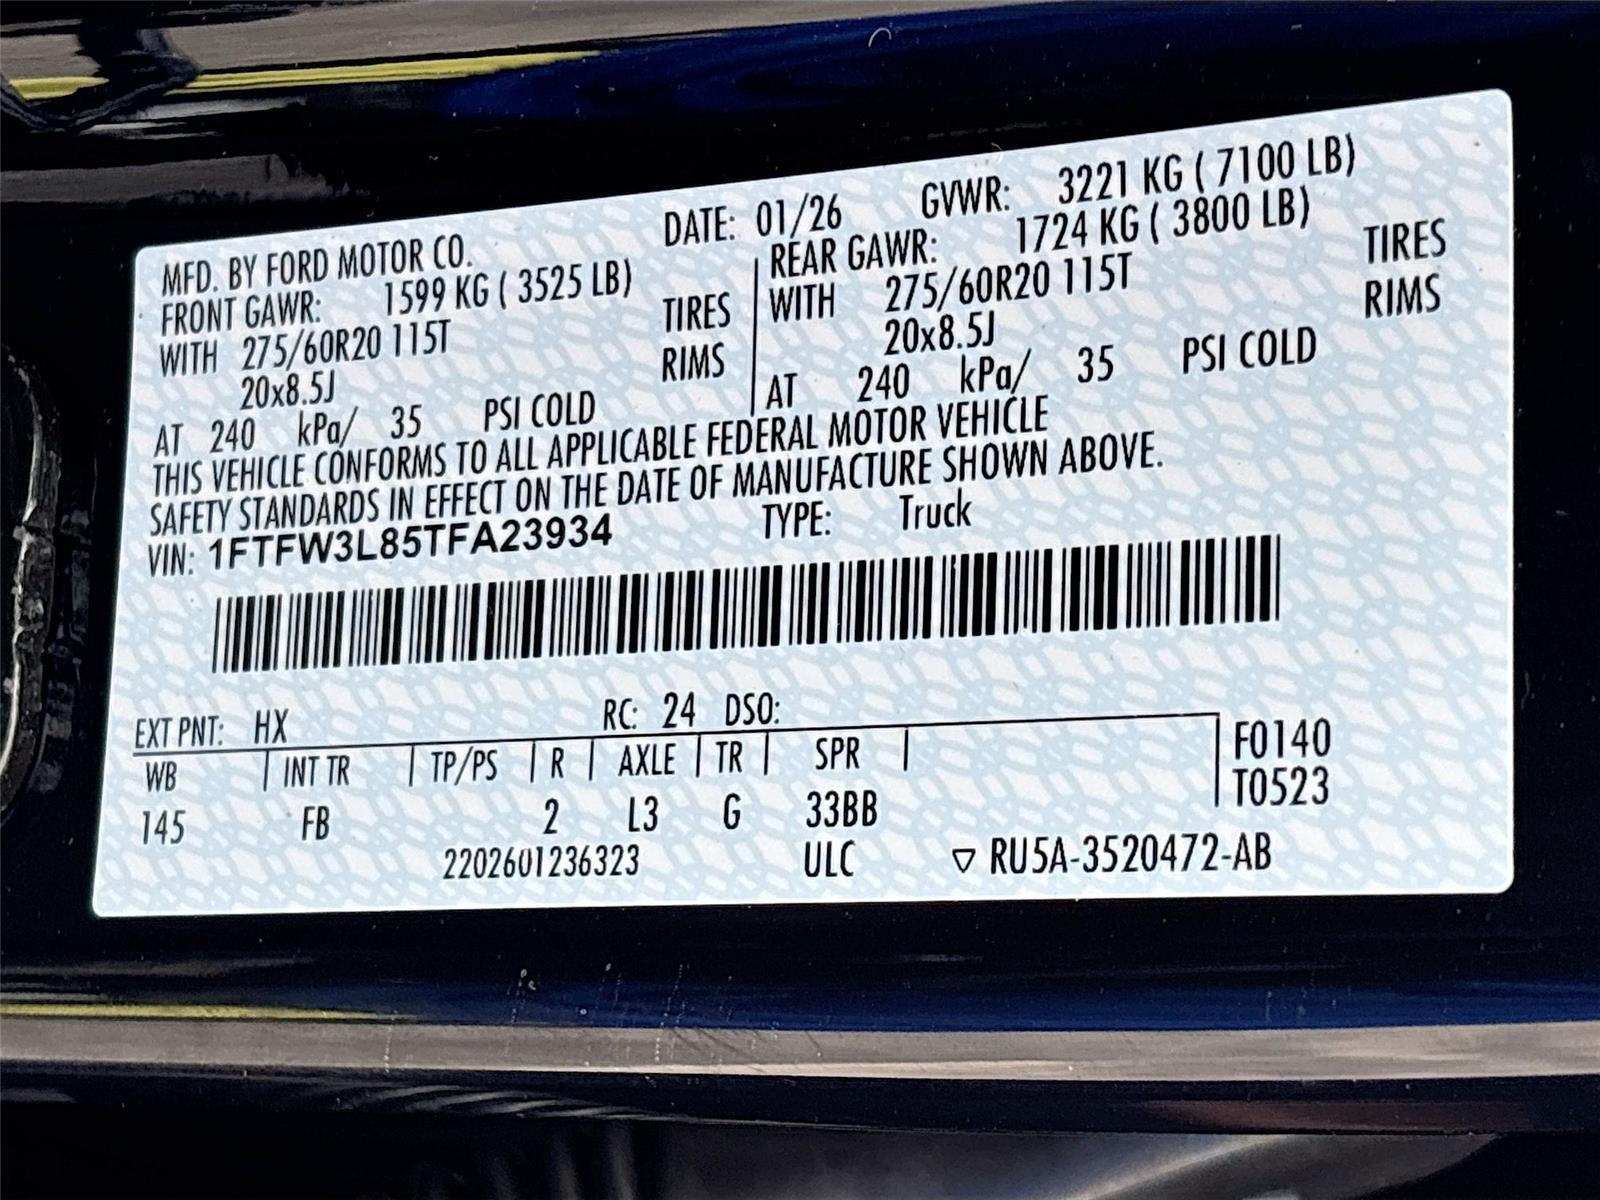 MFD. BY FORD MOTOR CO. DATE: 01/26 GVWR: 3221 KG ( 7100 LB)
FRONT GAWR: 1599 KG ( 3525 LB)
WITH 275/60R20 115T TIRES
20x8.5J RIMS
AT 240 kPa/ 35 PSI COLD
REAR GAWR: 1724 KG ( 3800 LB)
WITH 275/60R20 115T TIRES
20x8.5J RIMS
AT 240 kPa/ 35 PSI COLD
THIS VEHICLE CONFORMS TO ALL APPLICABLE FEDERAL MOTOR VEHICLE
SAFETY STANDARDS IN EFFECT ON THE DATE OF MANUFACTURE SHOWN ABOVE.
VIN: 1FTFW3L85TFA23934 TYPE: Truck
EXT PNT: HX RC: 24 DSO:
WB INT TR TP/PS R AXLE TR SPR F0140
145 FB 2 L3 G 33BB T0523
2202601236323 ULC ▽ RU5A-3520472-AB